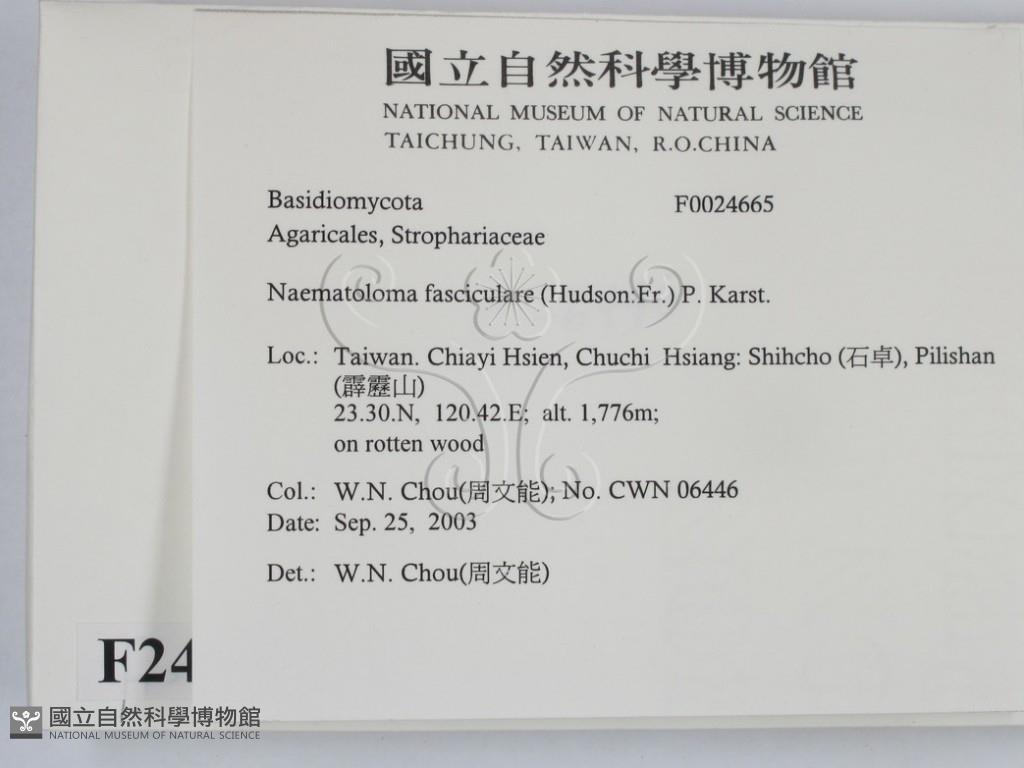 國立自然科學博物館
NATIONAL MUSEUM OF NATURAL SCIENCE
TAICHUNG, TAIWAN, R.O.CHINA
Basidiomycota F0024665
Agaricales, Strophariaceae
Naematoloma fasciculare (Hudson:Fr.) P. Karst.
Loc.: Taiwan. Chiayi Hsien, Chuchi Hsiang: Shihcho (石卓), Pilishan
(霹靂山)
23.30.N, 120.42.E; alt. 1,776m;
on rotten wood
Col.: W.N. Chou(周文能); No. CWN 06446
Date: Sep. 25, 2003
Det.: W.N. Chou(周文能)
F24
國立自然科學博物館
NATIONAL MUSEUM OF NATURAL SCIENCE